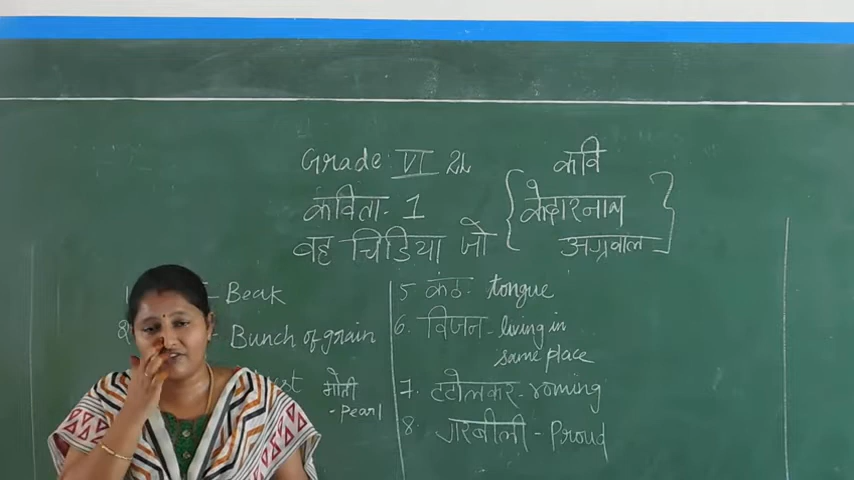 Grade: VI 2L
कविता- 1
वह चिडिया जो
कवि
केदारनाथ
अग्रवाल
- Beak
- Bunch of grain
मोती
- Pearl
5 कंठ- tongue
6. विजन- living in
same place
7. टटोलकर- roming
8. गरबीली - Proud